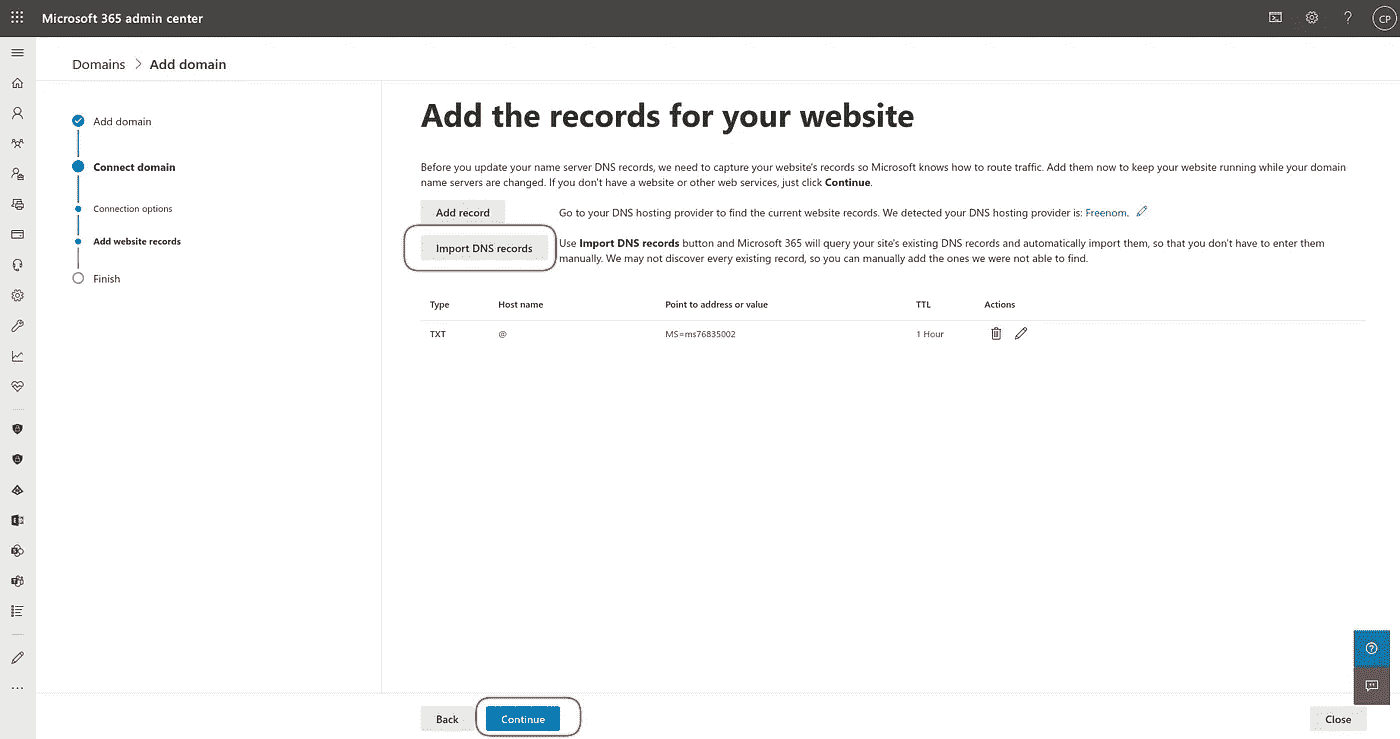 Microsoft 365 admin center
CP
Domains > Add domain
Add domain
Connect domain
Connection options
Add website records
Finish
Add the records for your website
Before you update your name server DNS records, we need to capture your website's records so Microsoft knows how to route traffic. Add them now to keep your website running while your domain
name servers are changed. If you don't have a website or other web services, just click Continue.
Add record
Go to your DNS hosting provider to find the current website records. We detected your DNS hosting provider is: Freenom.
Import DNS records
Use Import DNS records button and Microsoft 365 will query your site's existing DNS records and automatically import them, so that you don't have to enter them
manually. We may not discover every existing record, so you can manually add the ones we were not able to find.
Type Host name Point to address or value TTL Actions
TXT @ MS=ms76835002 1 Hour
Back Continue Close